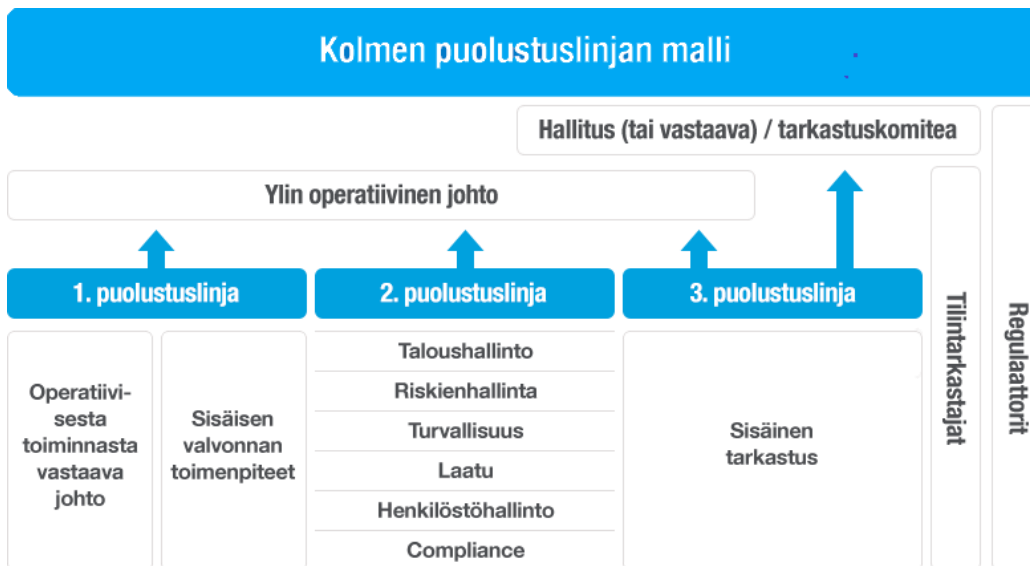 Kolmen puolustuslinjan malli
Hallitus (tai vastaava) / tarkastuskomitea
Ylin operatiivinen johto
1. puolustuslinja
2. puolustuslinja
3. puolustuslinja
Operatiivi-
sesta
toiminnasta
vastaava
johto
Sisäisen
valvonnan
toimenpiteet
Taloushallinto
Riskienhallinta
Turvallisuus
Laatu
Henkilöstöhallinto
Compliance
Sisäinen
tarkastus
Tilintarkastajat
Regulaattorit